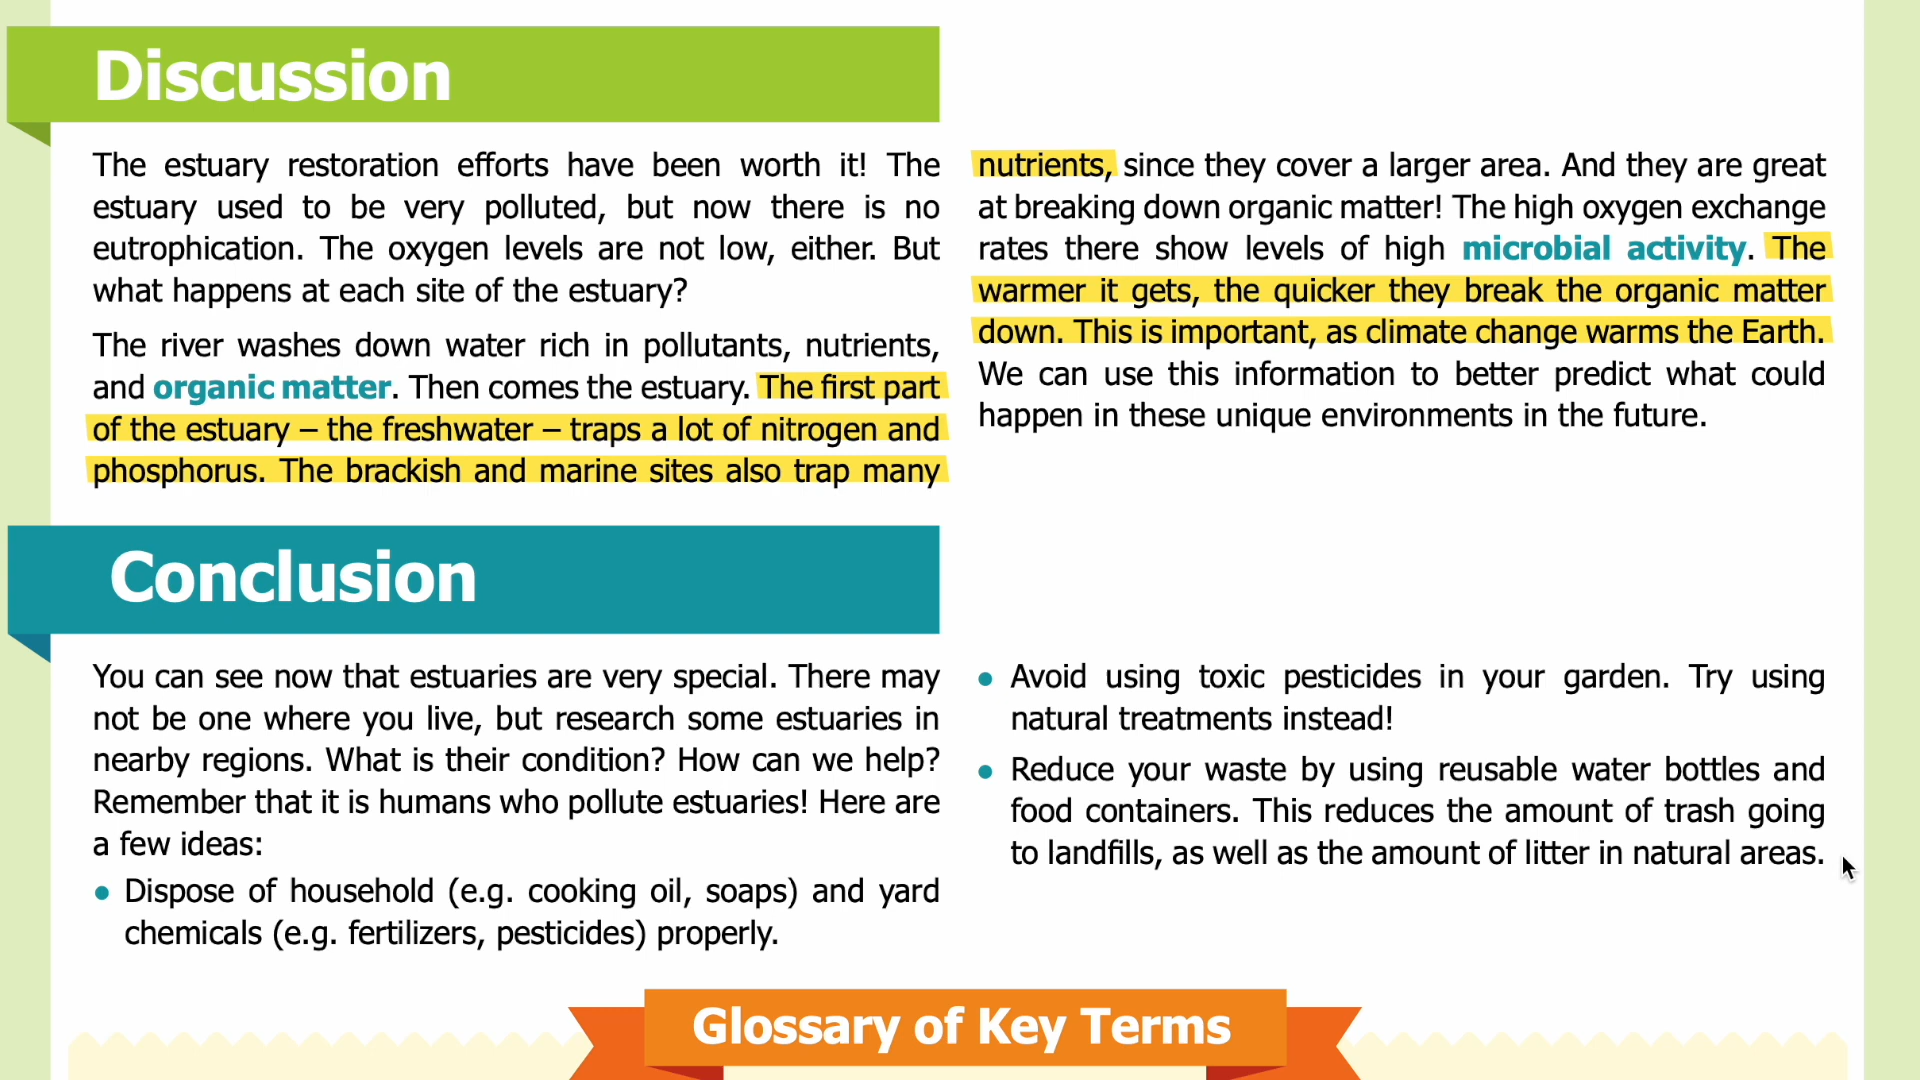 Discussion
The estuary restoration efforts have been worth it! The
estuary used to be very polluted, but now there is no
eutrophication. The oxygen levels are not low, either. But
what happens at each site of the estuary?
The river washes down water rich in pollutants, nutrients,
and organic matter. Then comes the estuary. The first part
of the estuary – the freshwater – traps a lot of nitrogen and
phosphorus. The brackish and marine sites also trap many
nutrients, since they cover a larger area. And they are great
at breaking down organic matter! The high oxygen exchange
rates there show levels of high microbial activity. The
warmer it gets, the quicker they break the organic matter
down. This is important, as climate change warms the Earth.
We can use this information to better predict what could
happen in these unique environments in the future.
Conclusion
You can see now that estuaries are very special. There may
not be one where you live, but research some estuaries in
nearby regions. What is their condition? How can we help?
Remember that it is humans who pollute estuaries! Here are
a few ideas:
• Dispose of household (e.g. cooking oil, soaps) and yard
chemicals (e.g. fertilizers, pesticides) properly.
• Avoid using toxic pesticides in your garden. Try using
natural treatments instead!
• Reduce your waste by using reusable water bottles and
food containers. This reduces the amount of trash going
to landfills, as well as the amount of litter in natural areas.
Glossary of Key Terms